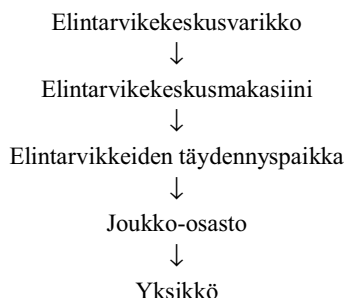 Elintarvikekeskusvarikko
↓
Elintarvikekeskusmakasiini
↓
Elintarvikkeiden täydennyspaikka
↓
Joukko-osasto
↓
Yksikkö